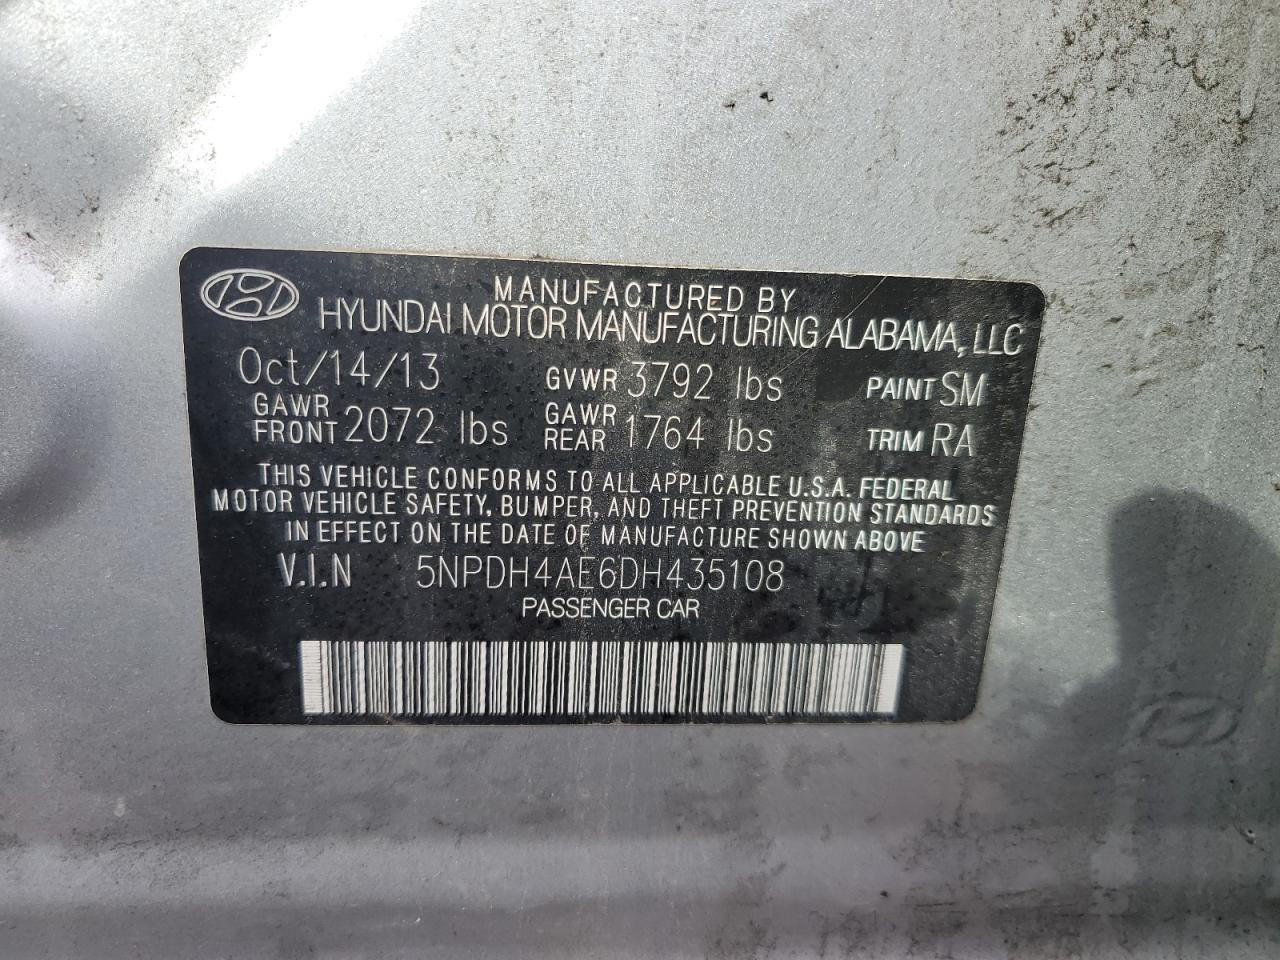 MANUFACTURED BY
HYUNDAI MOTOR MANUFACTURING ALABAMA, LLC
Oct/14/13 GVWR 3792 lbs PAINT SM
GAWR FRONT 2072 lbs GAWR REAR 1764 lbs TRIM RA
THIS VEHICLE CONFORMS TO ALL APPLICABLE U.S.A. FEDERAL
MOTOR VEHICLE SAFETY, BUMPER, AND THEFT PREVENTION STANDARDS
IN EFFECT ON THE DATE OF MANUFACTURE SHOWN ABOVE
V.I.N 5NPDH4AE6DH435108
PASSENGER CAR